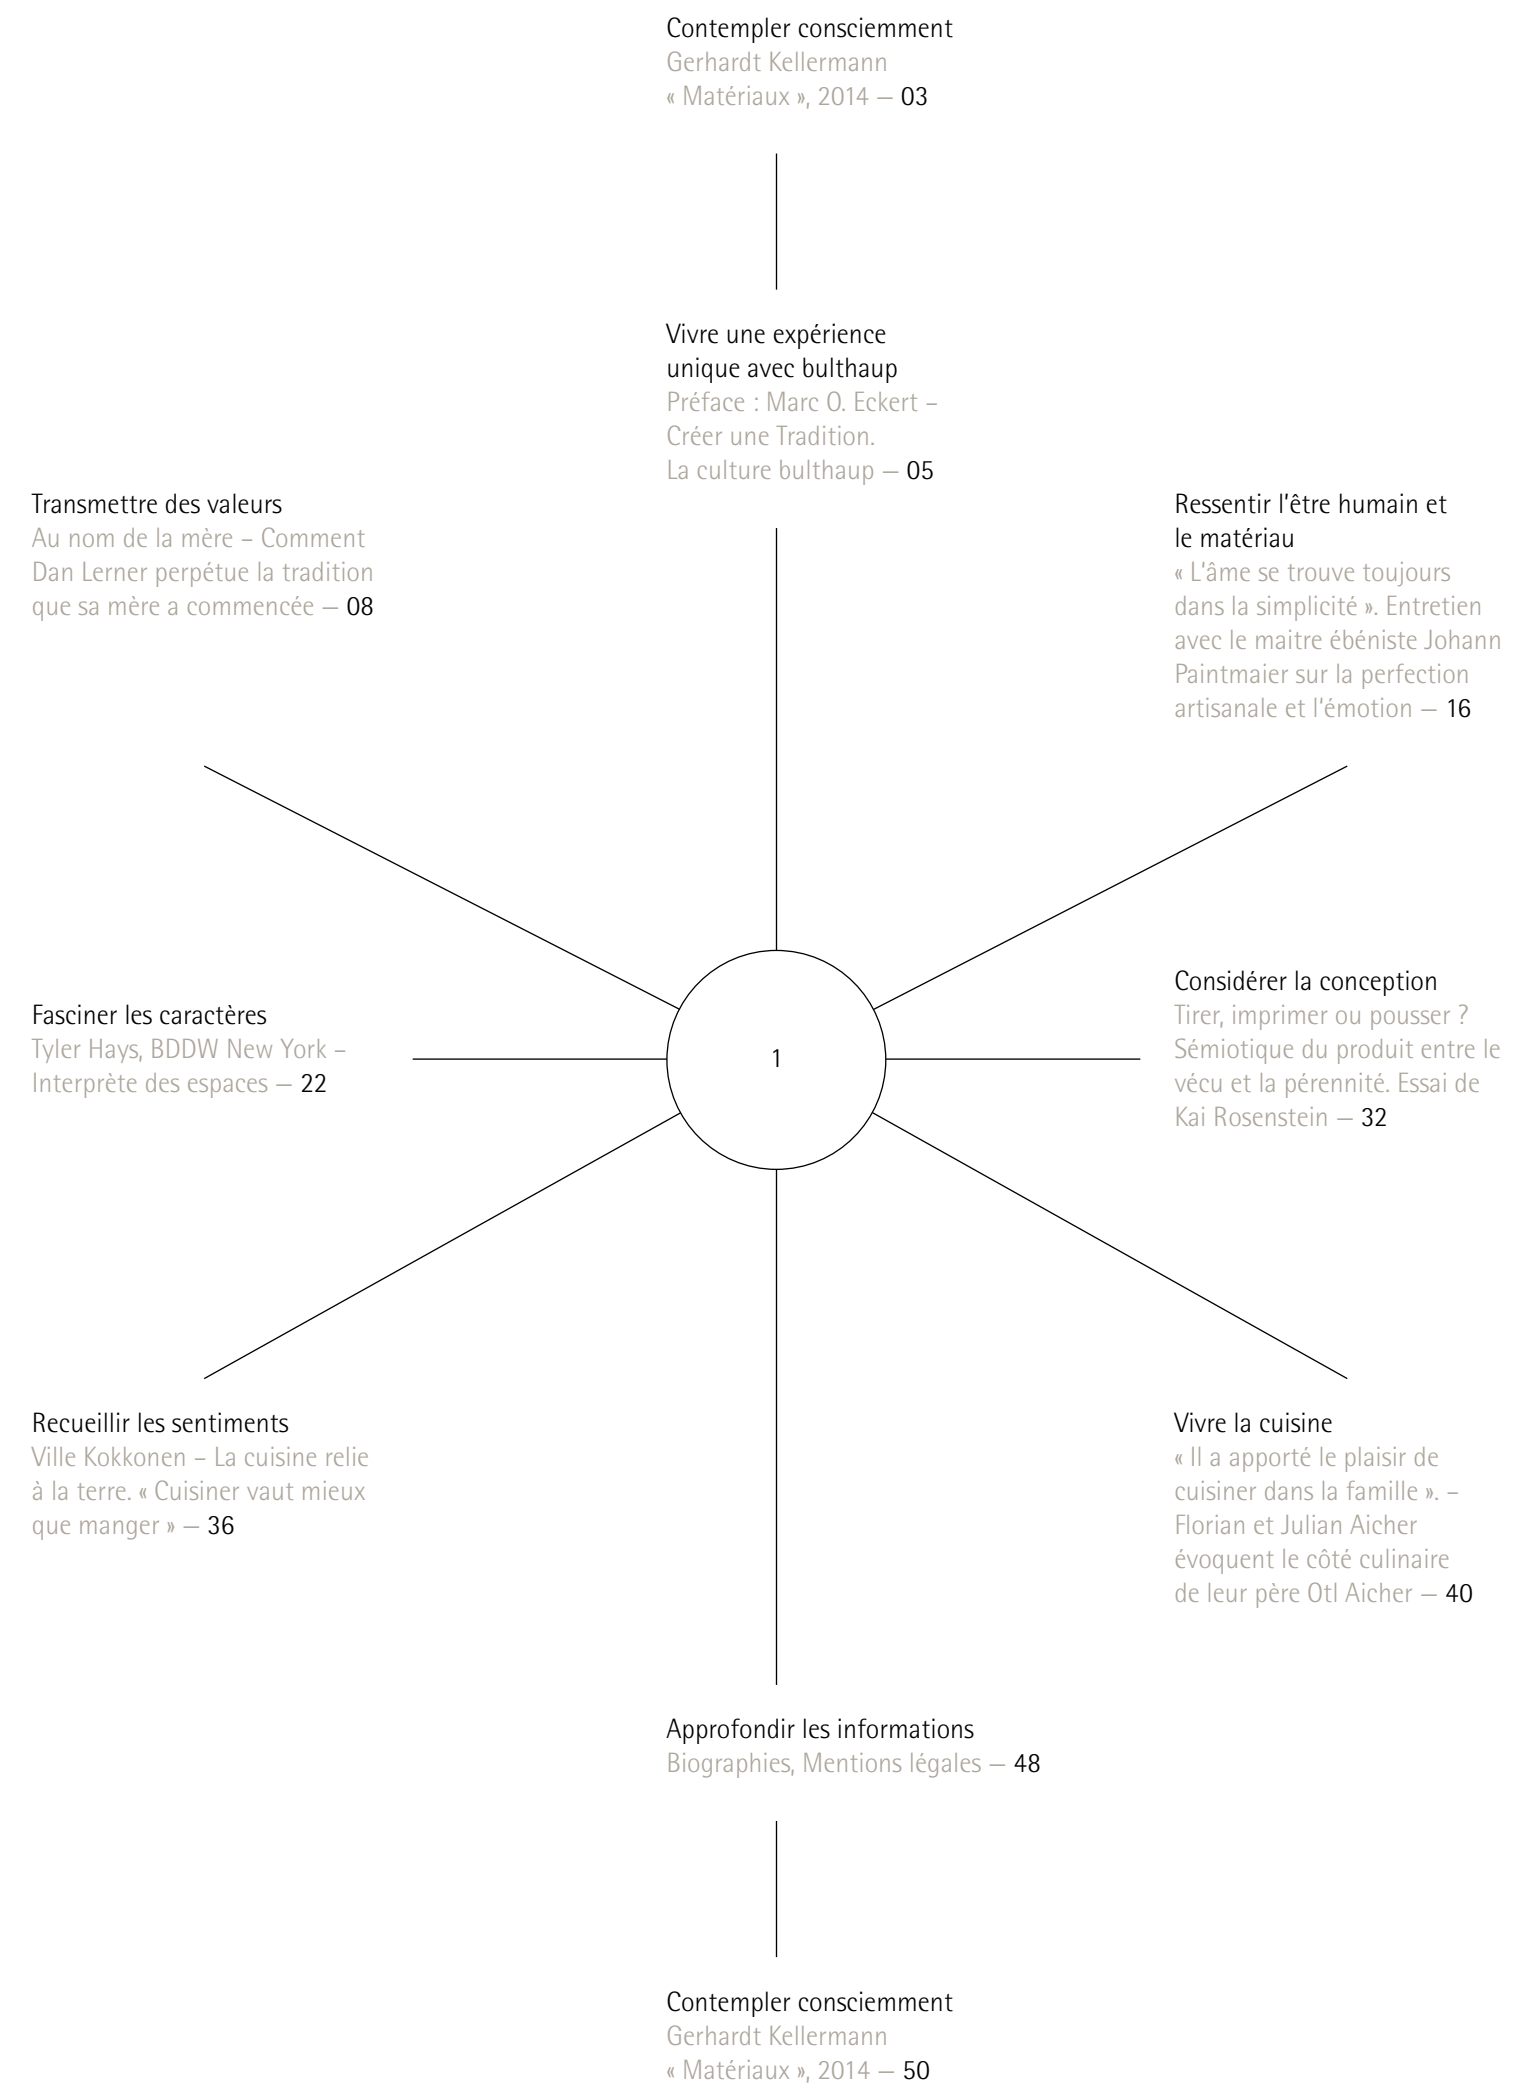 Contempler consciemment
Gerhardt Kellermann
« Matériaux », 2014 — 03
Vivre une expérience
unique avec bulthaup
Préface : Marc O. Eckert –
Créer une Tradition.
La culture bulthaup — 05
Transmettre des valeurs
Au nom de la mère – Comment
Dan Lerner perpétue la tradition
que sa mère a commencée — 08
Ressentir l'être humain et
le matériau
« L'âme se trouve toujours
dans la simplicité ». Entretien
avec le maitre ébéniste Johann
Paintmaier sur la perfection
artisanale et l'émotion — 16
Fasciner les caractères
Tyler Hays, BDDW New York –
Interprète des espaces — 22
1
Considérer la conception
Tirer, imprimer ou pousser ?
Sémiotique du produit entre le
vécu et la pérennité. Essai de
Kai Rosenstein — 32
Recueillir les sentiments
Ville Kokkonen – La cuisine relie
à la terre. « Cuisiner vaut mieux
que manger » — 36
Vivre la cuisine
« Il a apporté le plaisir de
cuisiner dans la famille ». –
Florian et Julian Aicher
évoquent le côté culinaire
de leur père Otl Aicher — 40
Approfondir les informations
Biographies, Mentions légales — 48
Contempler consciemment
Gerhardt Kellermann
« Matériaux », 2014 — 50